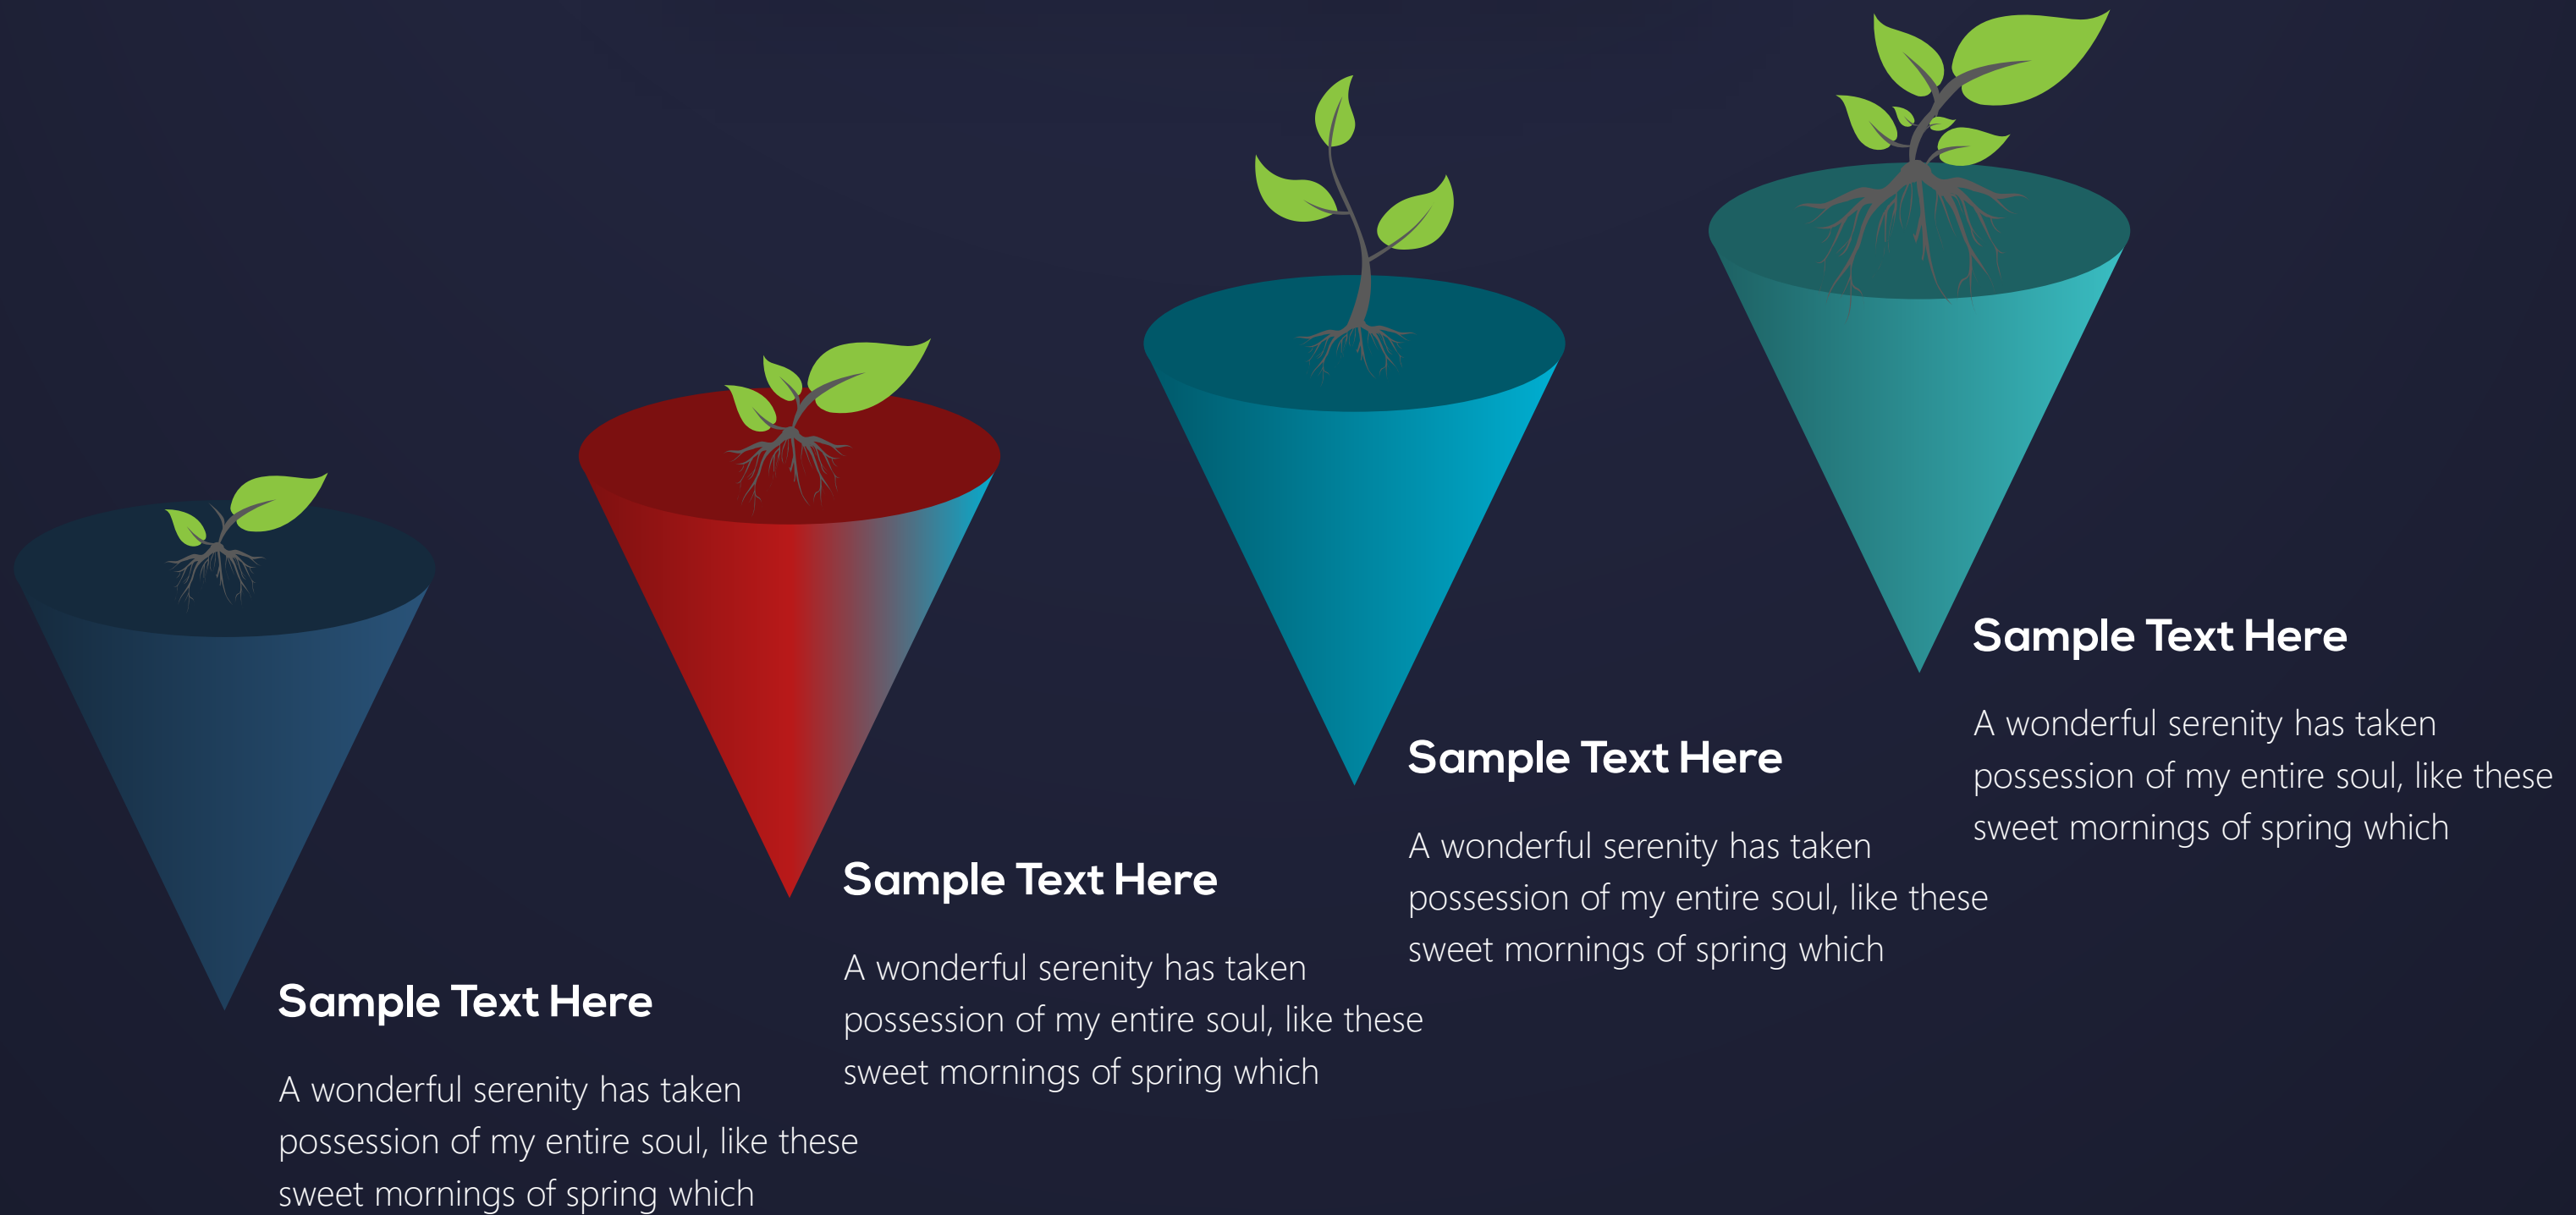 Sample Text Here
A wonderful serenity has taken
possession of my entire soul, like these
sweet mornings of spring which
Sample Text Here
A wonderful serenity has taken
possession of my entire soul, like these
sweet mornings of spring which
Sample Text Here
A wonderful serenity has taken
possession of my entire soul, like these
sweet mornings of spring which
Sample Text Here
A wonderful serenity has taken
possession of my entire soul, like these
sweet mornings of spring which